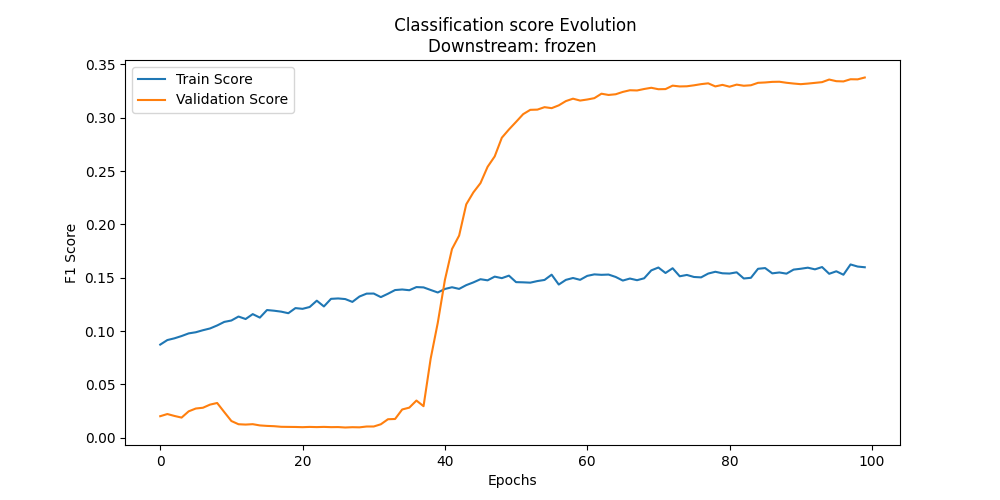 Classification score Evolution
Downstream: frozen
Train Score
Validation Score
F1 Score
0.35
0.30
0.25
0.20
0.15
0.10
0.05
0.00
0 20 40 60 80 100
Epochs